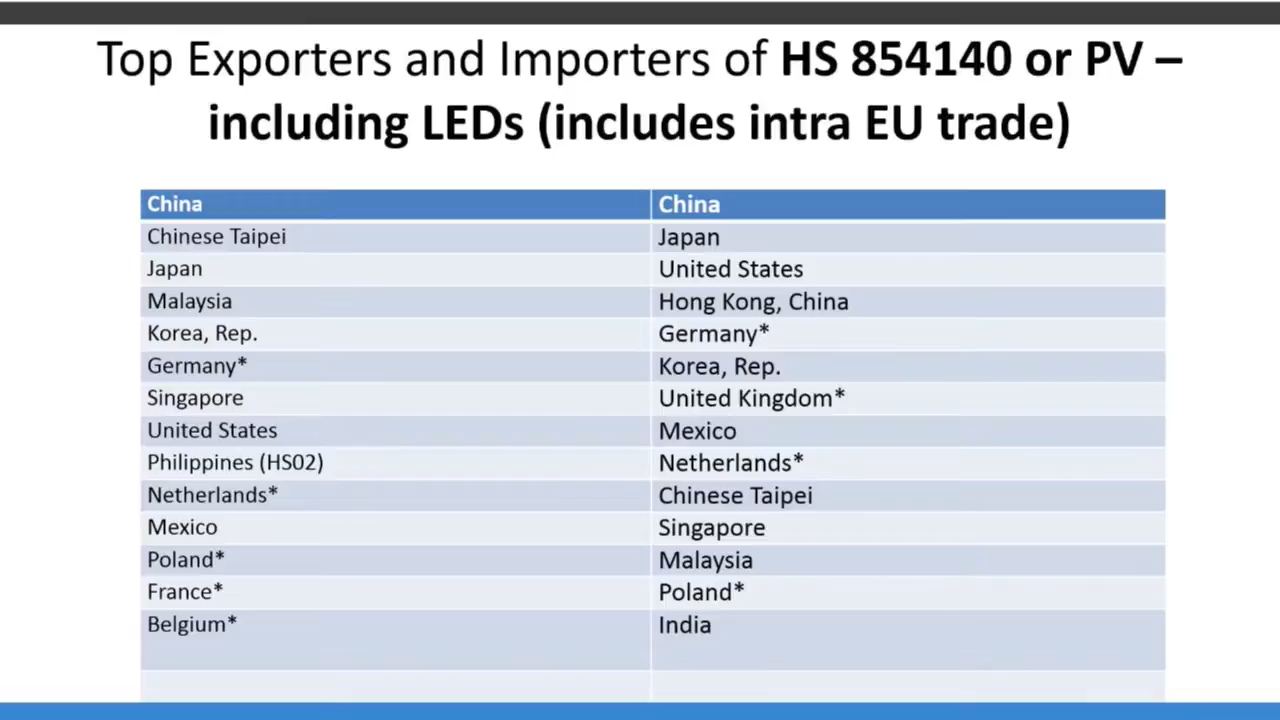 Top Exporters and Importers of HS 854140 or PV –
including LEDs (includes intra EU trade)
China China
Chinese Taipei Japan
Japan United States
Malaysia Hong Kong, China
Korea, Rep. Germany*
Germany* Korea, Rep.
Singapore United Kingdom*
United States Mexico
Philippines (HS02) Netherlands*
Netherlands* Chinese Taipei
Mexico Singapore
Poland* Malaysia
France* Poland*
Belgium* India